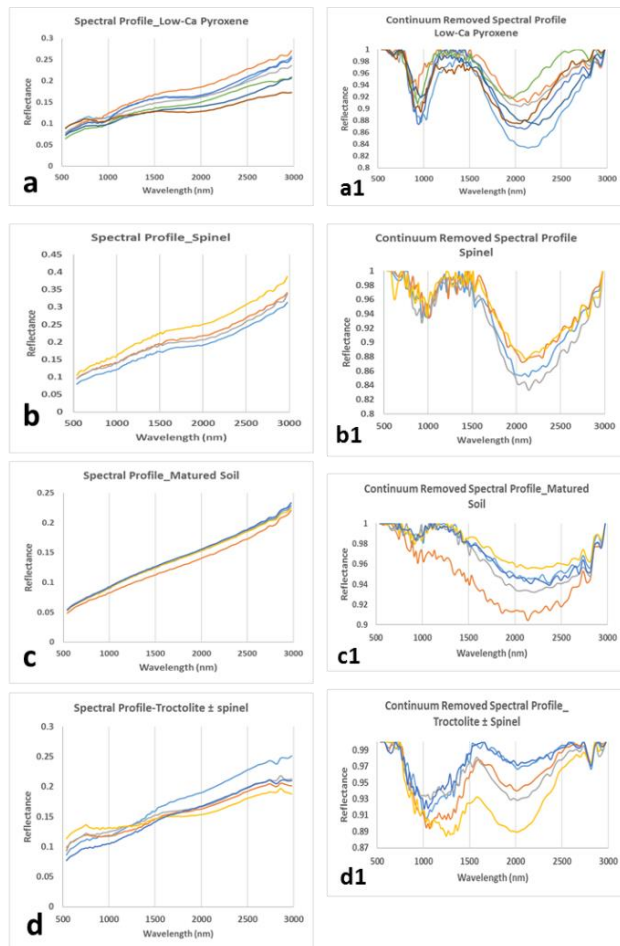 Spectral Profile_Low-Ca Pyroxene
Reflectance
0.3
0.25
0.2
0.15
0.1
0.05
0
500 1000 1500 2000 2500 3000
Wavelength (nm)
a
Continuum Removed Spectral Profile
Low-Ca Pyroxene
Reflectance
1
0.98
0.96
0.94
0.92
0.9
0.88
0.86
0.84
0.82
500 1000 1500 2000 2500 3000
Wavelength (nm)
a1
Spectral Profile_Spinel
Reflectance
0.45
0.4
0.35
0.3
0.25
0.2
0.15
0.1
0.05
0
500 1000 1500 2000 2500 3000
Wavelength (nm)
b
Continuum Removed Spectral Profile
Spinel
Reflectance
1
0.98
0.96
0.94
0.92
0.9
0.88
0.86
0.84
0.82
0.8
500 1000 1500 2000 2500 3000
Wavelength (nm)
b1
Spectral Profile_Matured Soil
Reflectance
0.25
0.2
0.15
0.1
0.05
0
500 1000 1500 2000 2500 3000
Wavelength (nm)
c
Continuum Removed Spectral Profile_Matured
Soil
Reflectance
1
0.98
0.96
0.94
0.92
0.9
500 1000 1500 2000 2500 3000
Wavelength (nm)
c1
Spectral Profile-Troctolite ± spinel
Reflectance
0.3
0.25
0.2
0.15
0.1
0.05
0
500 1000 1500 2000 2500 3000
Wavelength (nm)
d
Continuum Removed Spectral Profile_
Troctolite ± Spinel
Reflectance
0.99
0.97
0.95
0.93
0.91
0.89
0.87
500 1000 1500 2000 2500 3000
Wavelength (nm)
d1